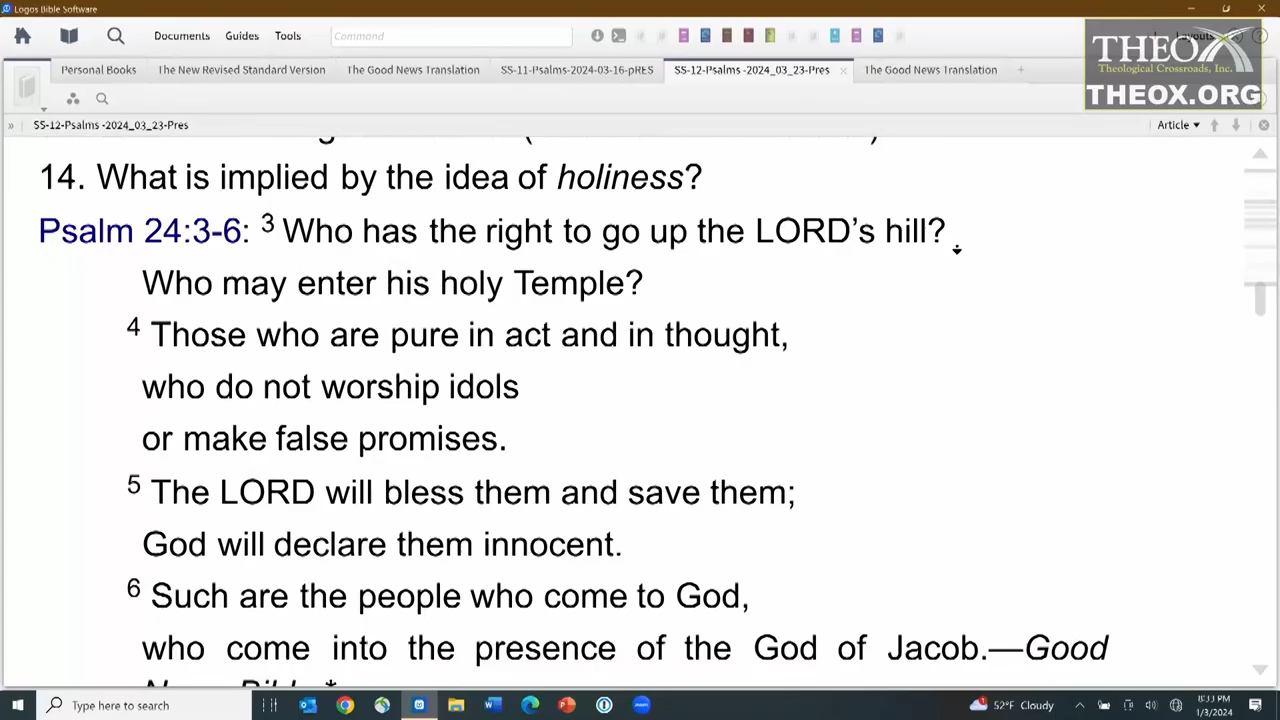 Logos Bible Software
Documents Guides Tools Command Layouts
THEOX
Theological Crossroads, Inc.
THEOX.ORG
Personal Books The New Revised Standard Version The Good News Translation 11-Psalms-2024-03-16-pRES SS-12-Psalms -2024_03_23-Pres The Good News Translation
SS-12-Psalms -2024_03_23-Pres Article
14. What is implied by the idea of holiness?
Psalm 24:3-6: 3 Who has the right to go up the LORD’s hill?
Who may enter his holy Temple?
4 Those who are pure in act and in thought,
who do not worship idols
or make false promises.
5 The LORD will bless them and save them;
God will declare them innocent.
6 Such are the people who come to God,
who come into the presence of the God of Jacob.—Good
Type here to search 52°F Cloudy 8:33 PM
1/3/2024